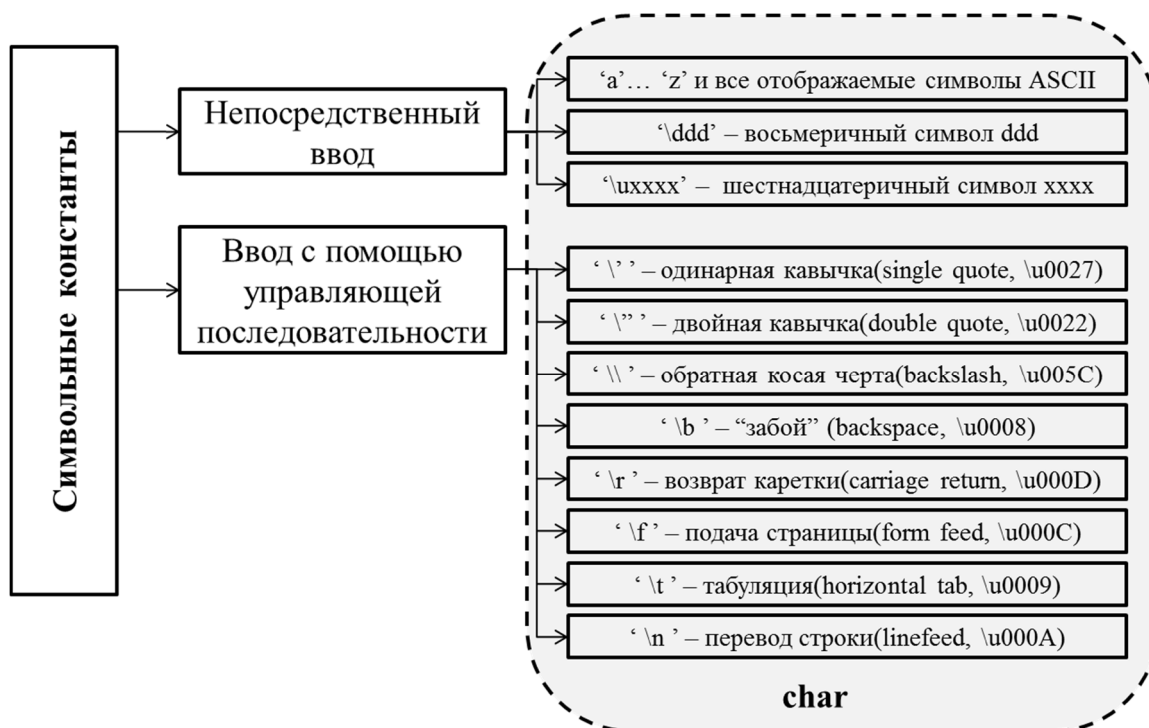 Символьные константы
Непосредственный
ввод
‘a’… ‘z’ и все отображаемые символы ASCII
‘\ddd’ – восьмеричный символ ddd
‘\uxxxx’ – шестнадцатеричный символ xxxx
Ввод с помощью
управляющей
последовательности
‘ \’ ’ – одинарная кавычка(single quote, \u0027)
‘ \” ’ – двойная кавычка(double quote, \u0022)
‘ \\ ’ – обратная косая черта(backslash, \u005C)
‘ \b ’ – “забой” (backspace, \u0008)
‘ \r ’ – возврат каретки(carriage return, \u000D)
‘ \f ’ – подача страницы(form feed, \u000C)
‘ \t ’ – табуляция(horizontal tab, \u0009)
‘ \n ’ – перевод строки(linefeed, \u000A)
char